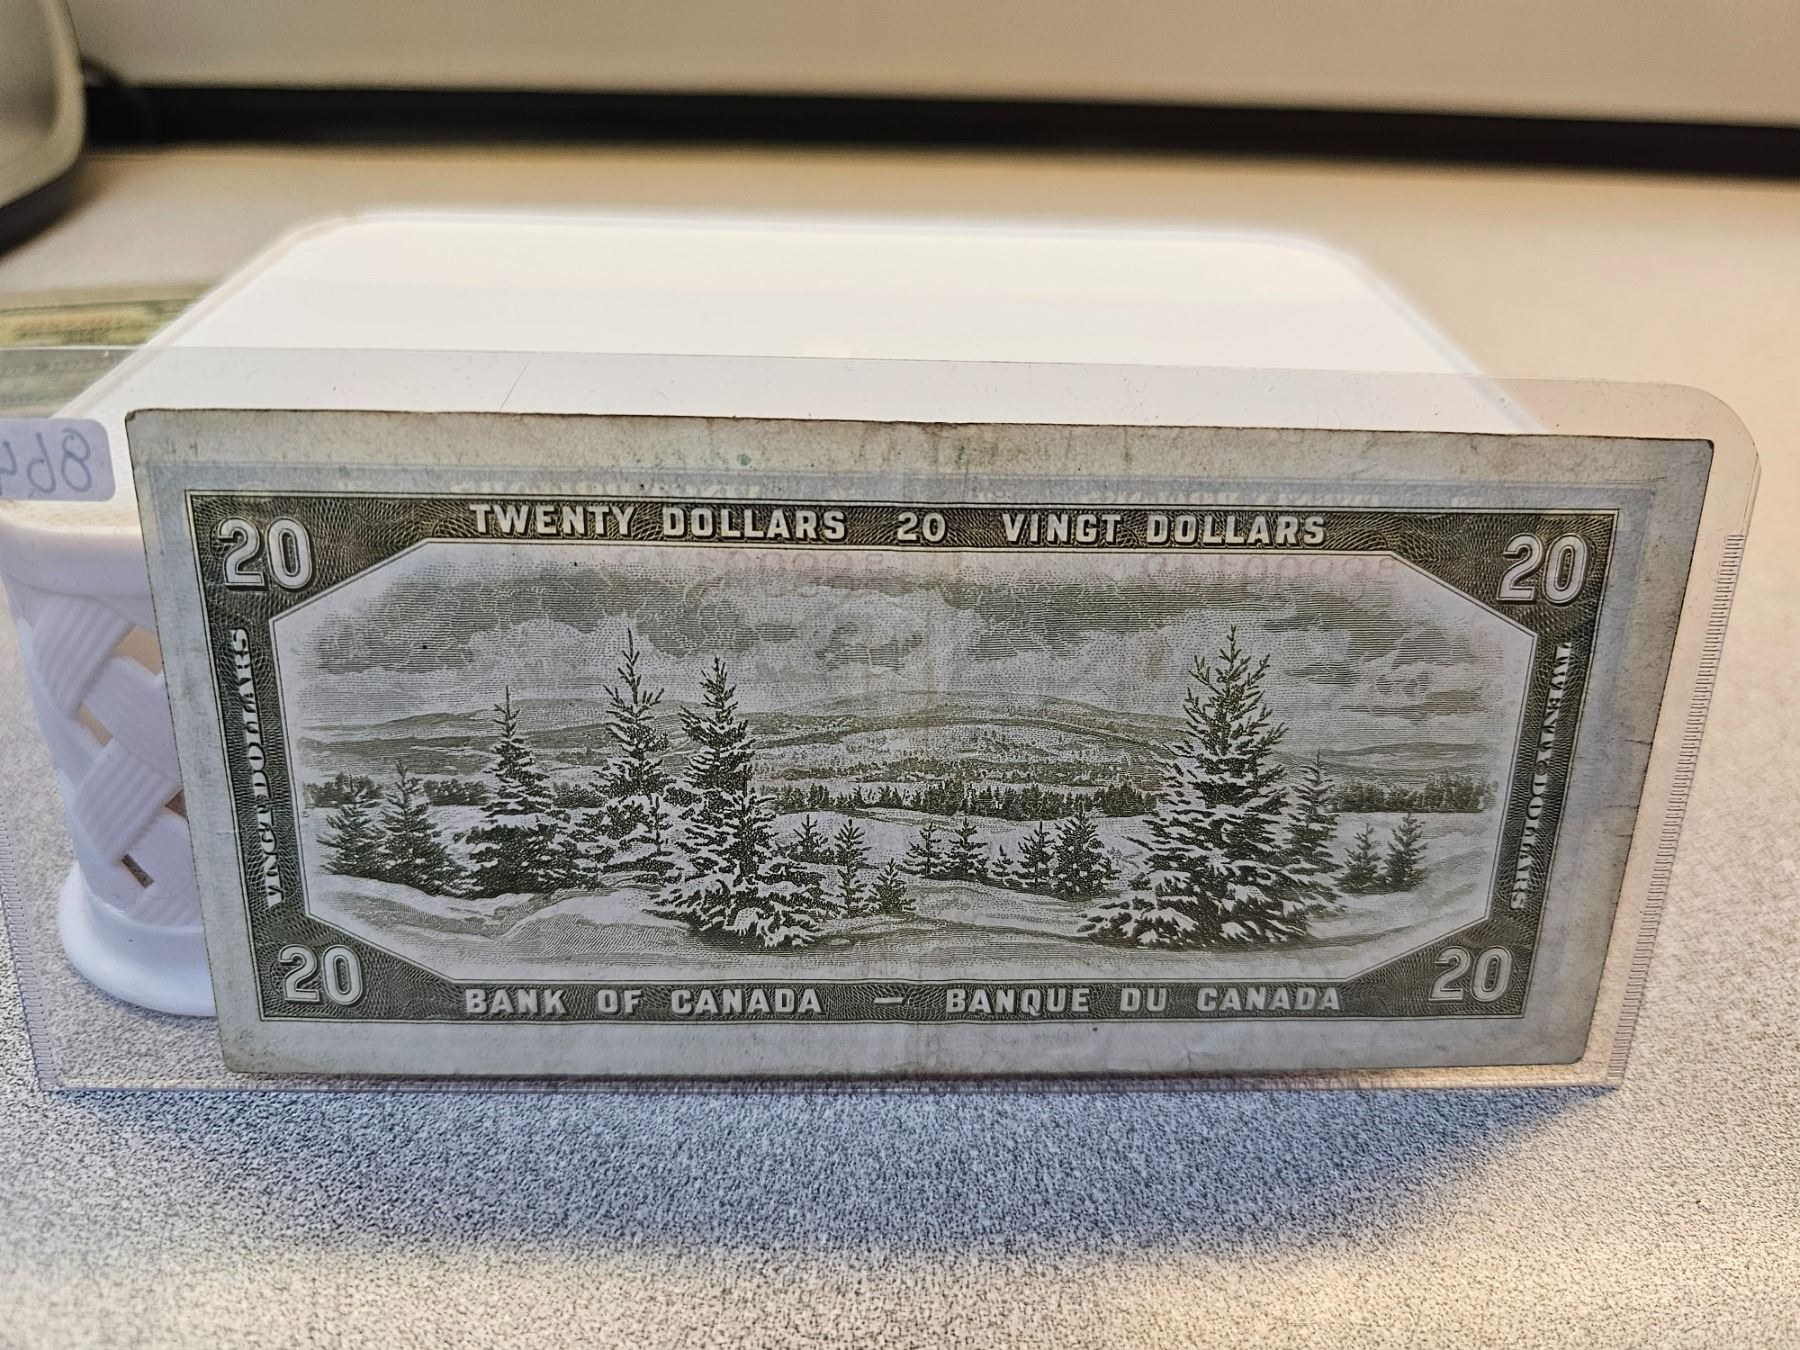 TWENTY DOLLARS 20 VINGT DOLLARS
20
20
VINGT DOLLARS
TWENTY DOLLARS
20
20
BANK OF CANADA — BANQUE DU CANADA